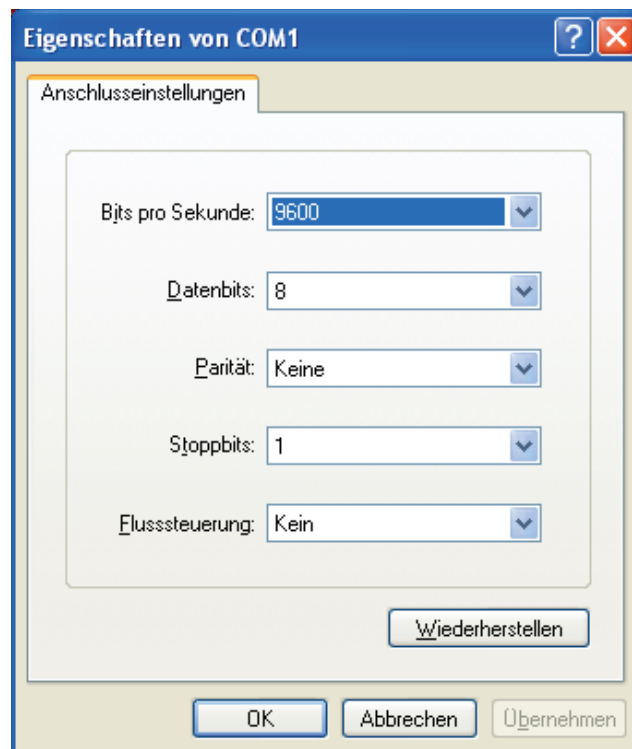 Eigenschaften von COM1
Anschlusseinstellungen
Bits pro Sekunde: 9600
Datenbits: 8
Parität: Keine
Stoppbits: 1
Flusssteuerung: Kein
Wiederherstellen
OK Abbrechen Übernehmen